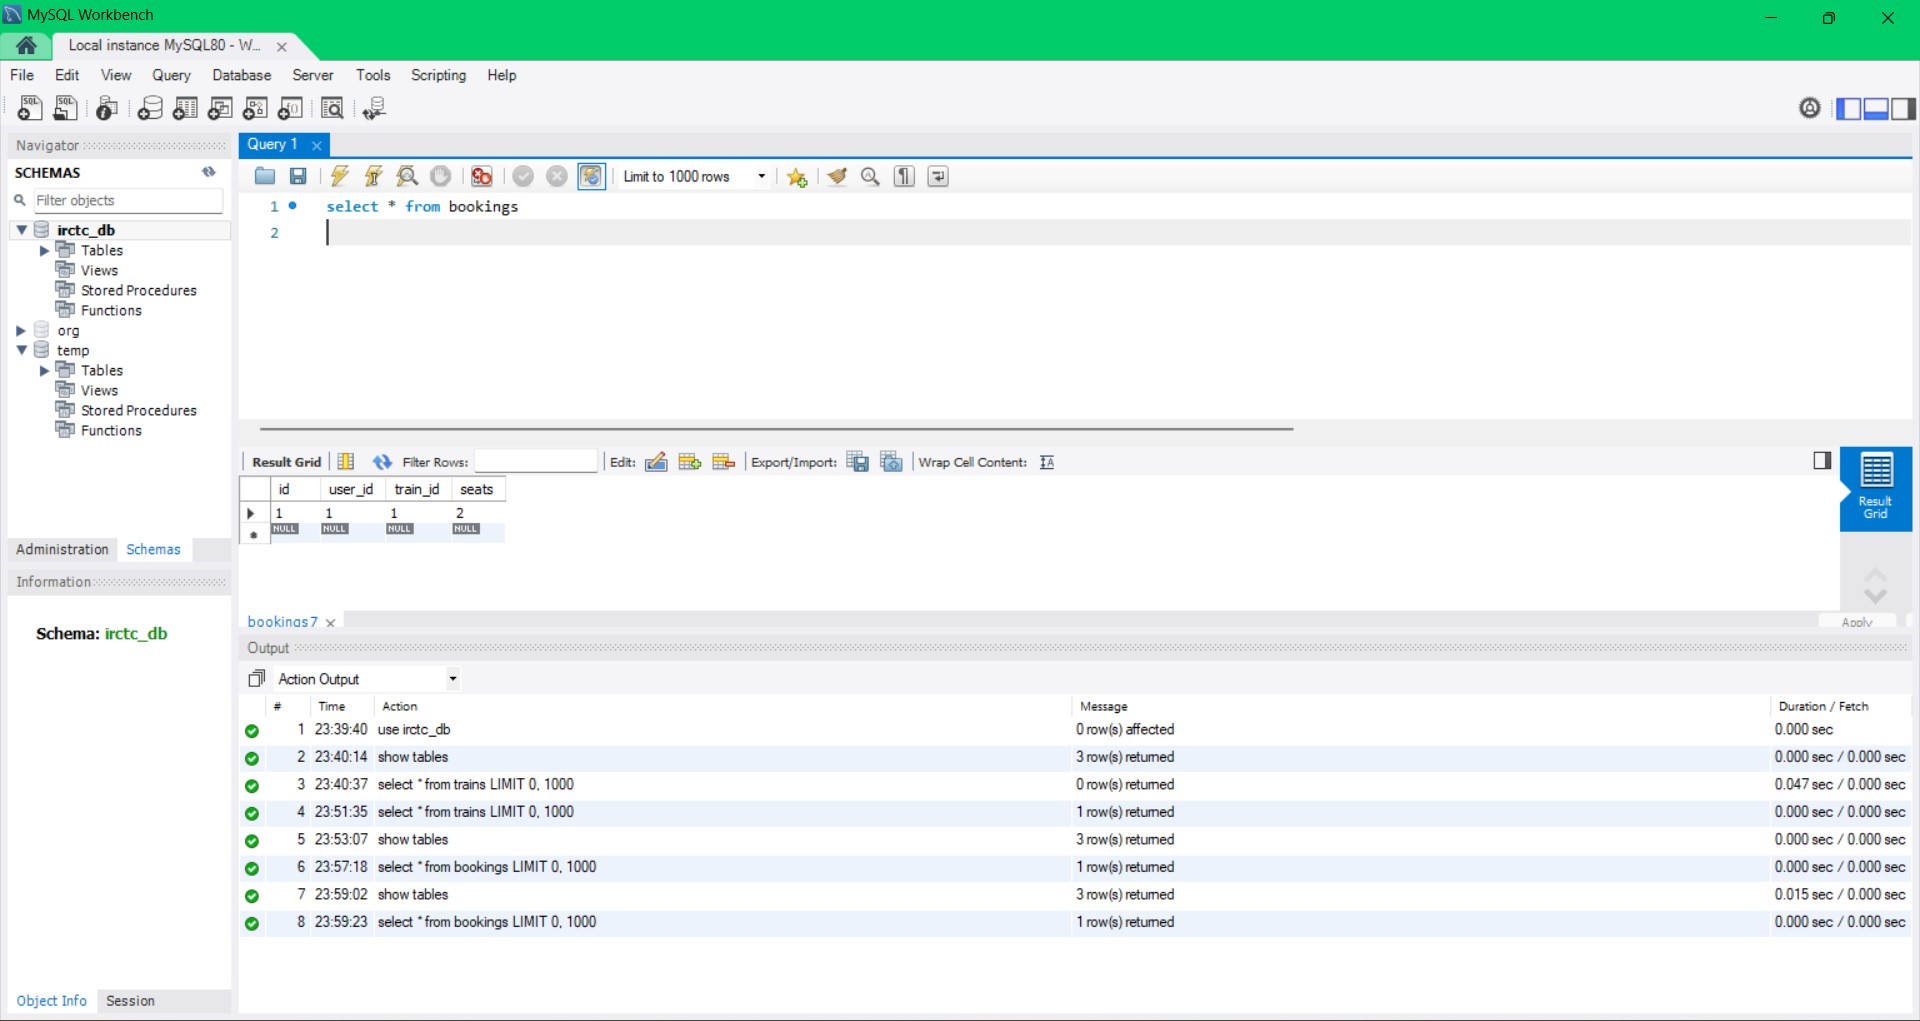 MySQL Workbench
Local instance MySQL80 - W...
File Edit View Query Database Server Tools Scripting Help
Navigator
SCHEMAS
Filter objects
irctc_db
Tables
Views
Stored Procedures
Functions
org
temp
Tables
Views
Stored Procedures
Functions
Administration Schemas
Information
Schema: irctc_db
Object Info Session
Query 1
Limit to 1000 rows
1 select * from bookings
2
Result Grid Filter Rows: Edit: Export/Import: Wrap Cell Content:
id user_id train_id seats
1 1 1 2
NULL NULL NULL NULL
Result
Grid
bookings 7
Apply
Output
Action Output
# Time Action Message Duration / Fetch
1 23:39:40 use irctc_db 0 row(s) affected 0.000 sec
2 23:40:14 show tables 3 row(s) returned 0.000 sec / 0.000 sec
3 23:40:37 select * from trains LIMIT 0, 1000 0 row(s) returned 0.047 sec / 0.000 sec
4 23:51:35 select * from trains LIMIT 0, 1000 1 row(s) returned 0.000 sec / 0.000 sec
5 23:53:07 show tables 3 row(s) returned 0.000 sec / 0.000 sec
6 23:57:18 select * from bookings LIMIT 0, 1000 1 row(s) returned 0.000 sec / 0.000 sec
7 23:59:02 show tables 3 row(s) returned 0.015 sec / 0.000 sec
8 23:59:23 select * from bookings LIMIT 0, 1000 1 row(s) returned 0.000 sec / 0.000 sec